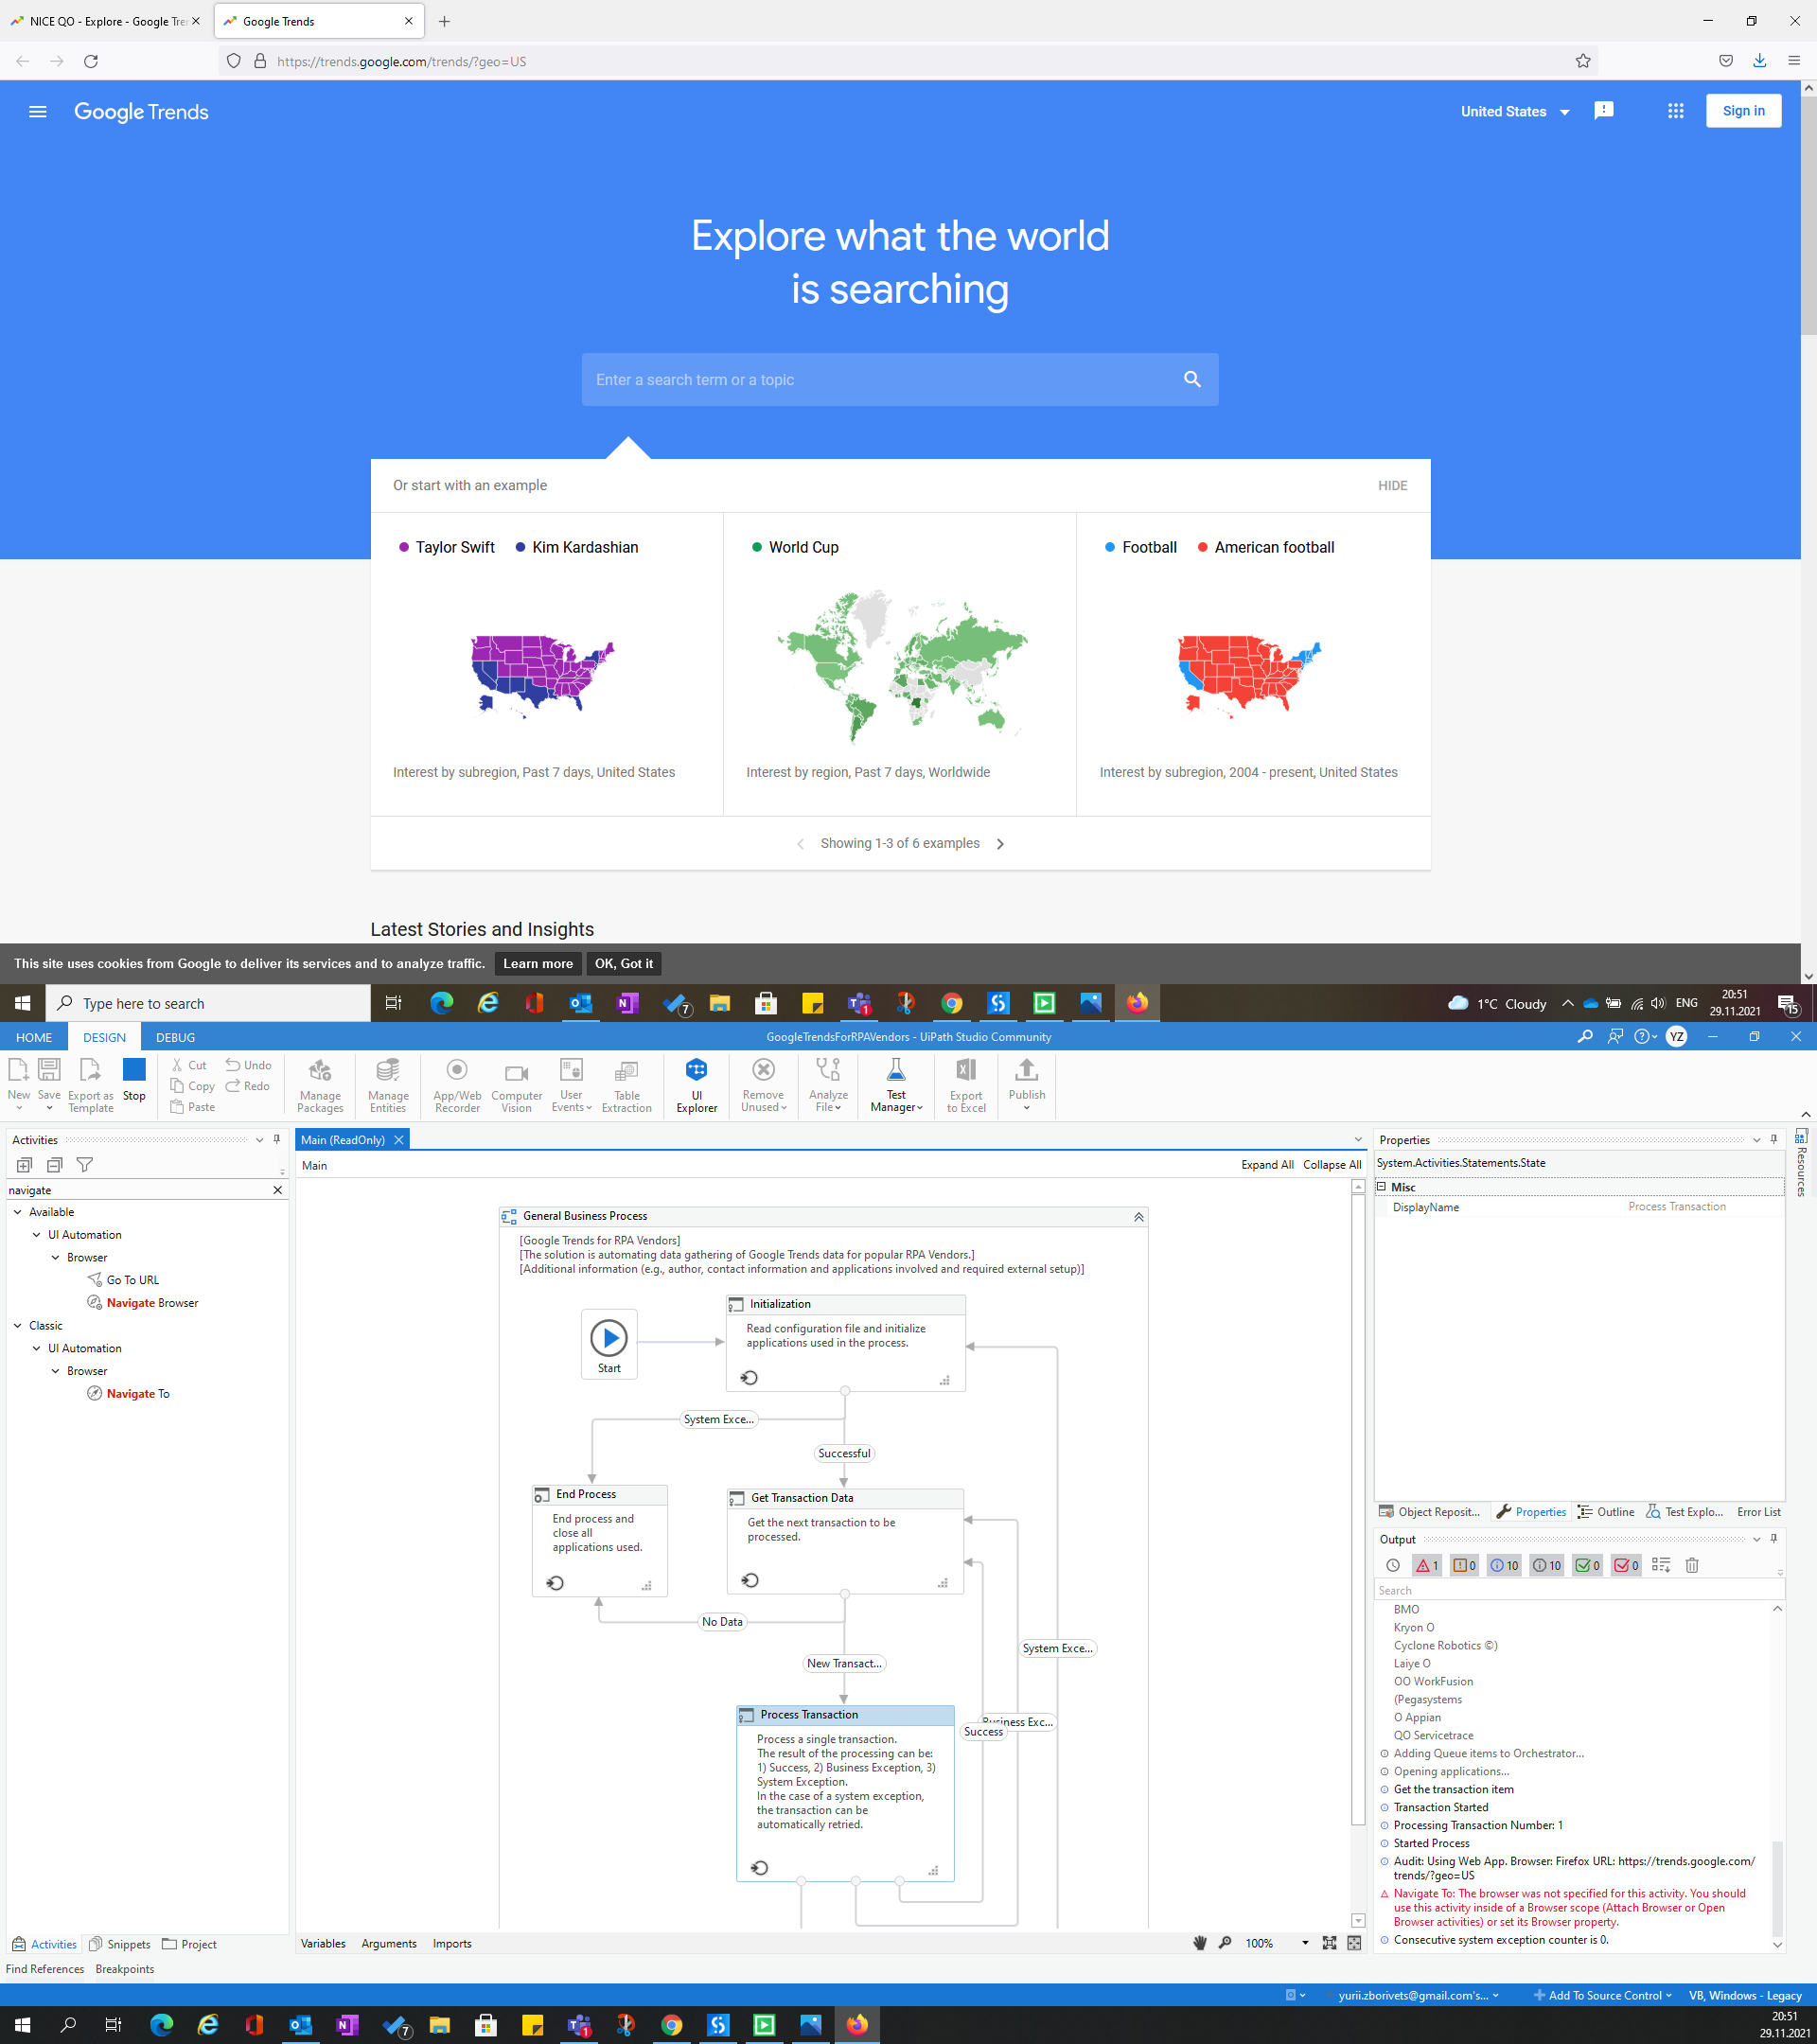 NICE QO - Explore - Google Tre
Google Trends
https://trends.google.com/trends/?geo=US
Google Trends
United States
Sign in
Explore what the world
is searching
Enter a search term or a topic
Or start with an example
HIDE
Taylor Swift Kim Kardashian
World Cup
Football American football
Interest by subregion, Past 7 days, United States
Interest by region, Past 7 days, Worldwide
Interest by subregion, 2004 - present, United States
Showing 1-3 of 6 examples
Latest Stories and Insights
This site uses cookies from Google to deliver its services and to analyze traffic. Learn more OK, Got it
Type here to search
7
1
1°C Cloudy
ENG
20:51
29.11.2021
15
HOME DESIGN DEBUG
GoogleTrendsForRPAVendors - UiPath Studio Community
YZ
New
Save
Export as
Template
Stop
Cut
Copy
Paste
Undo
Redo
Manage
Packages
Manage
Entities
App/Web
Recorder
Computer
Vision
User
Events
Table
Extraction
UI
Explorer
Remove
Unused
Analyze
File
Test
Manager
Export
to Excel
Publish
Activities
navigate
Available
UI Automation
Browser
Go To URL
Navigate Browser
Classic
UI Automation
Browser
Navigate To
Activities Snippets Project
Find References Breakpoints
Main (ReadOnly)
Main
Expand All Collapse All
General Business Process
[Google Trends for RPA Vendors]
[The solution is automating data gathering of Google Trends data for popular RPA Vendors.]
[Additional information (e.g., author, contact information and applications involved and required external setup)]
Start
Initialization
Read configuration file and initialize
applications used in the process.
System Exce...
Successful
End Process
End process and
close all
applications used.
Get Transaction Data
Get the next transaction to be
processed.
No Data
New Transact...
System Exce...
Business Exc...
Success
Process Transaction
Process a single transaction.
The result of the processing can be:
1) Success, 2) Business Exception, 3)
System Exception.
In the case of a system exception,
the transaction can be
automatically retried.
Variables Arguments Imports
100%
Properties
System.Activities.Statements.State
Misc
DisplayName Process Transaction
Resources
Object Reposit... Properties Outline Test Explo... Error List
Output
1 0 10 10 0 0
Search
BMO
Kryon O
Cyclone Robotics ©)
Laiye O
OO WorkFusion
(Pegasystems
O Appian
QO Servicetrace
Adding Queue items to Orchestrator...
Opening applications...
Get the transaction item
Transaction Started
Processing Transaction Number: 1
Started Process
Audit: Using Web App. Browser: Firefox URL: https://trends.google.com/
trends/?geo=US
Navigate To: The browser was not specified for this activity. You should
use this activity inside of a Browser scope (Attach Browser or Open
Browser activities) or set its Browser property.
Consecutive system exception counter is 0.
yurii.zborivets@gmail.com's...
Add To Source Control
VB, Windows - Legacy
7
1
20:51
29.11.2021